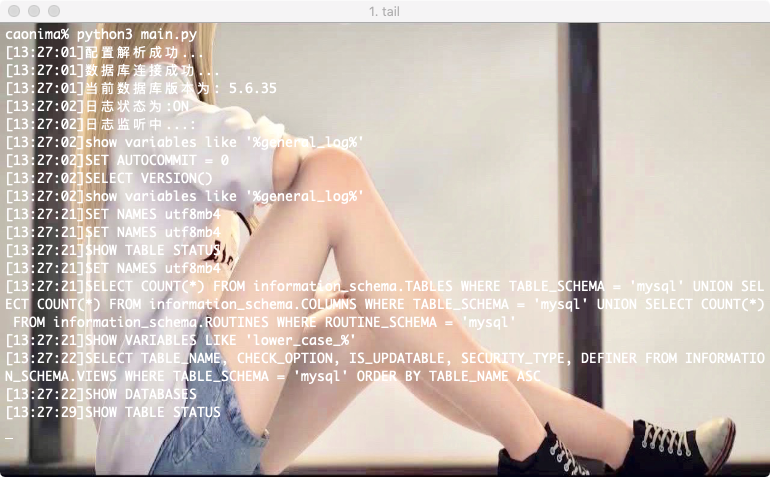 1. tail
caonima% python3 main.py
[13:27:01]配置解析成功...
[13:27:01]数据库连接成功...
[13:27:01]当前数据库版本为: 5.6.35
[13:27:02]日志状态为:ON
[13:27:02]日志监听中...:
[13:27:02]show variables like '%general_log%'
[13:27:02]SET AUTOCOMMIT = 0
[13:27:02]SELECT VERSION()
[13:27:02]show variables like '%general_log%'
[13:27:21]SET NAMES utf8mb4
[13:27:21]SET NAMES utf8mb4
[13:27:21]SHOW TABLE STATUS
[13:27:21]SET NAMES utf8mb4
[13:27:21]SELECT COUNT(*) FROM information_schema.TABLES WHERE TABLE_SCHEMA = 'mysql' UNION SEL
ECT COUNT(*) FROM information_schema.COLUMNS WHERE TABLE_SCHEMA = 'mysql' UNION SELECT COUNT(*)
 FROM information_schema.ROUTINES WHERE ROUTINE_SCHEMA = 'mysql'
[13:27:21]SHOW VARIABLES LIKE 'lower_case_%'
[13:27:22]SELECT TABLE_NAME, CHECK_OPTION, IS_UPDATABLE, SECURITY_TYPE, DEFINER FROM INFORMATIO
N_SCHEMA.VIEWS WHERE TABLE_SCHEMA = 'mysql' ORDER BY TABLE_NAME ASC
[13:27:22]SHOW DATABASES
[13:27:29]SHOW TABLE STATUS